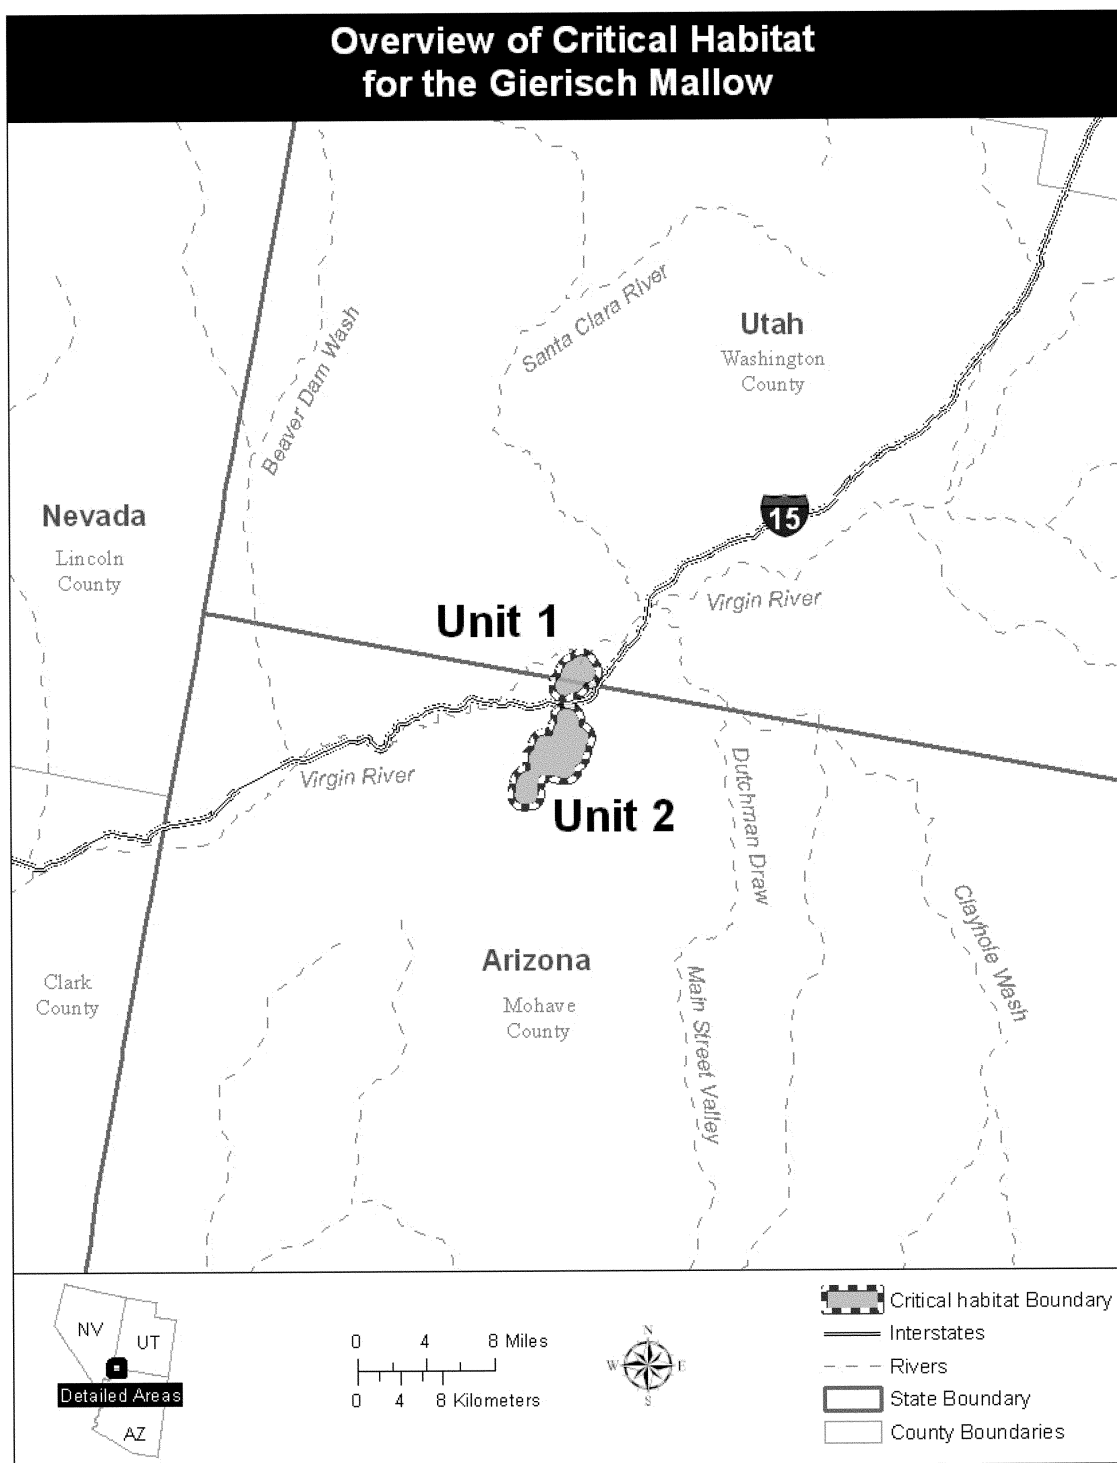 Overview of Critical Habitat
for the Gierisch Mallow
Santa Clara River
Beaver Dam Wash
Utah
Washington
County
Nevada
Lincoln
County
15
Virgin River
Unit 1
Virgin River
Unit 2
Dutchman Draw
Clayhole Wash
Arizona
Mohave
County
Clark
County
Main Street Valley
NV
UT
Detailed Areas
AZ
0 4 8 Miles
0 4 8 Kilometers
N
W E
S
Critical habitat Boundary
Interstates
Rivers
State Boundary
County Boundaries